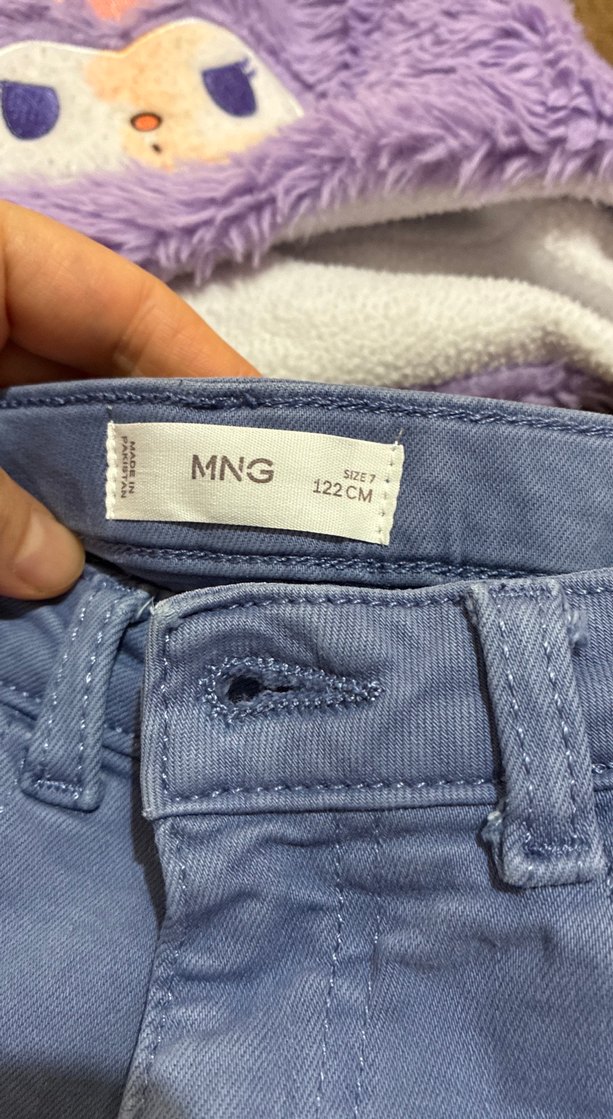 MADE IN
PAKISTAN
MNG
SIZE 7
122 CM